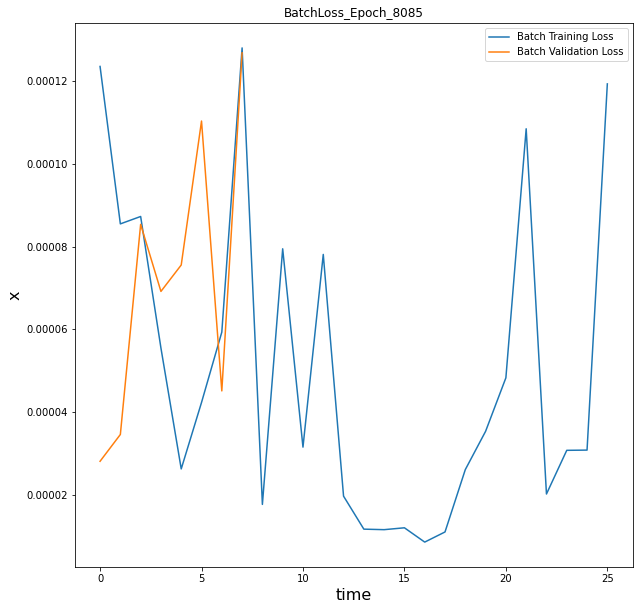 BatchLoss_Epoch_8085
Batch Training Loss
Batch Validation Loss
0.00012
0.00010
0.00008
0.00006
0.00004
0.00002
x
0 5 10 15 20 25
time